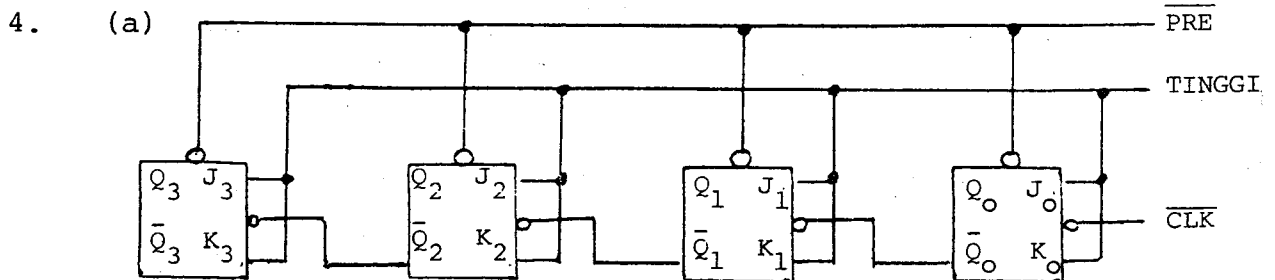 4. (a)
PRE
TINGGI
Q3 J3 Q2 J2 Q1 J1 Q0 J0
CLK
Q̄3 K3 Q̄2 K2 Q̄1 K1 Q̄0 K0